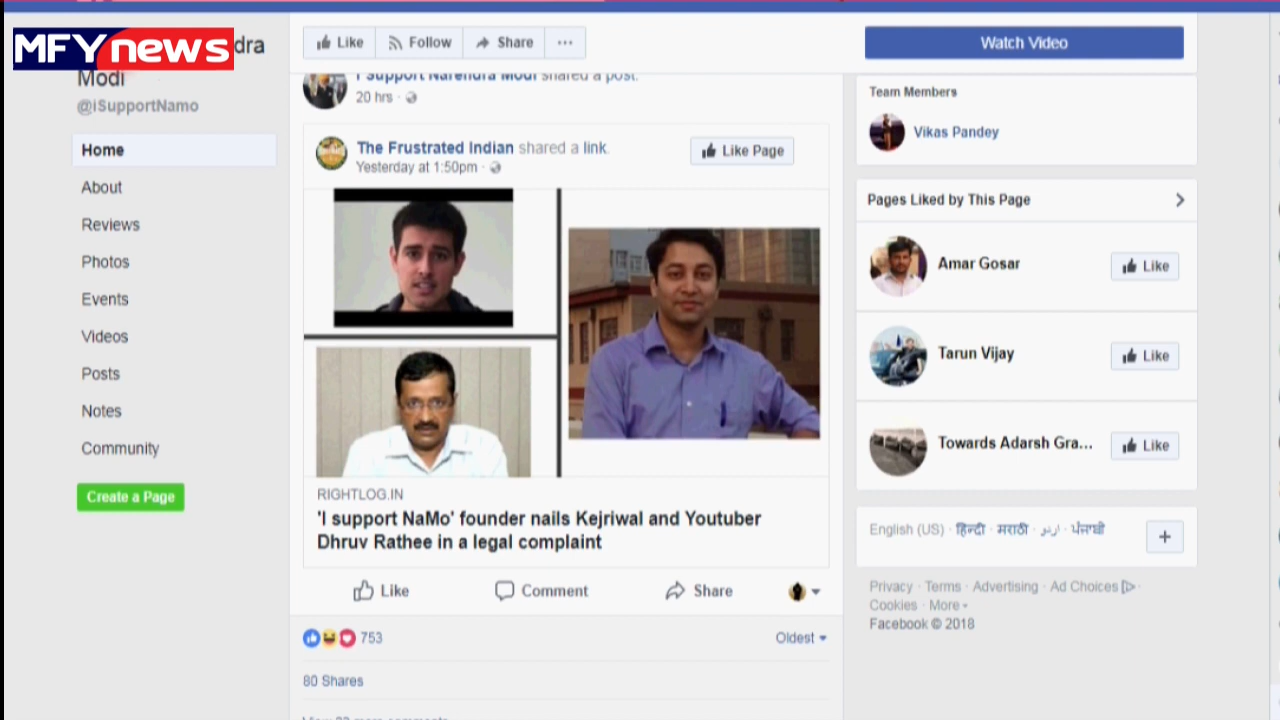 MFYnews
dra
Modi
@iSupportNamo
Home
About
Reviews
Photos
Events
Videos
Posts
Notes
Community
Create a Page
Like
Follow
Share
Watch Video
I support Narendra Modi shared a post.
20 hrs ·
The Frustrated Indian shared a link.
Yesterday at 1:50pm ·
Like Page
RIGHTLOG.IN
'I support NaMo' founder nails Kejriwal and Youtuber
Dhruv Rathee in a legal complaint
Like
Comment
Share
753
Oldest
80 Shares
Team Members
Vikas Pandey
Pages Liked by This Page
Amar Gosar
Like
Tarun Vijay
Like
Towards Adarsh Gra...
Like
English (US) · हिन्दी · मराठी · اردو · ਪੰਜਾਬੀ
+
Privacy · Terms · Advertising · Ad Choices ·
Cookies · More
Facebook © 2018